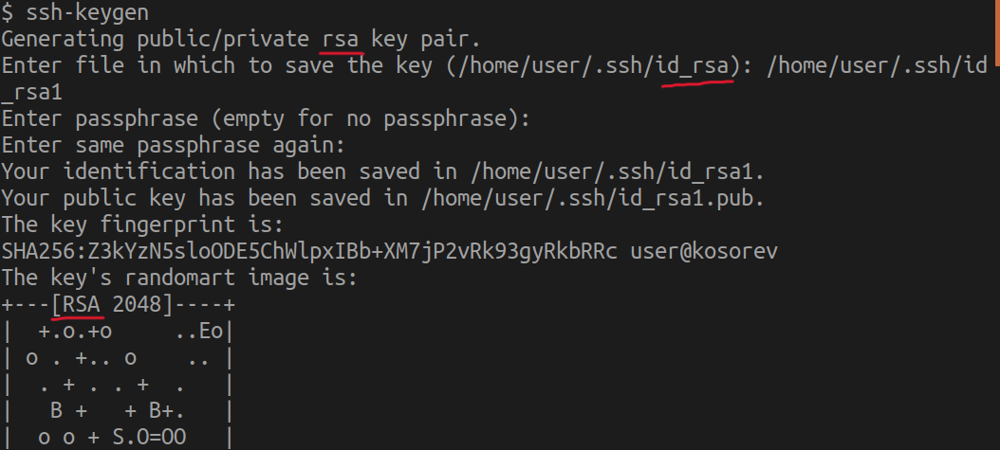 $ ssh-keygen
Generating public/private rsa key pair.
Enter file in which to save the key (/home/user/.ssh/id_rsa): /home/user/.ssh/id
_rsa1
Enter passphrase (empty for no passphrase):
Enter same passphrase again:
Your identification has been saved in /home/user/.ssh/id_rsa1.
Your public key has been saved in /home/user/.ssh/id_rsa1.pub.
The key fingerprint is:
SHA256:Z3kYzN5sloODE5ChWlpxIBb+XM7jP2vRk93gyRkbRRc user@kosorev
The key's randomart image is:
+---[RSA 2048]----+
|  +.o.+o     ..Eo|
| o . +.. o    .. |
|  . + . . +  .   |
|   B +   + B+.   |
|  o o + S.O=OO   |